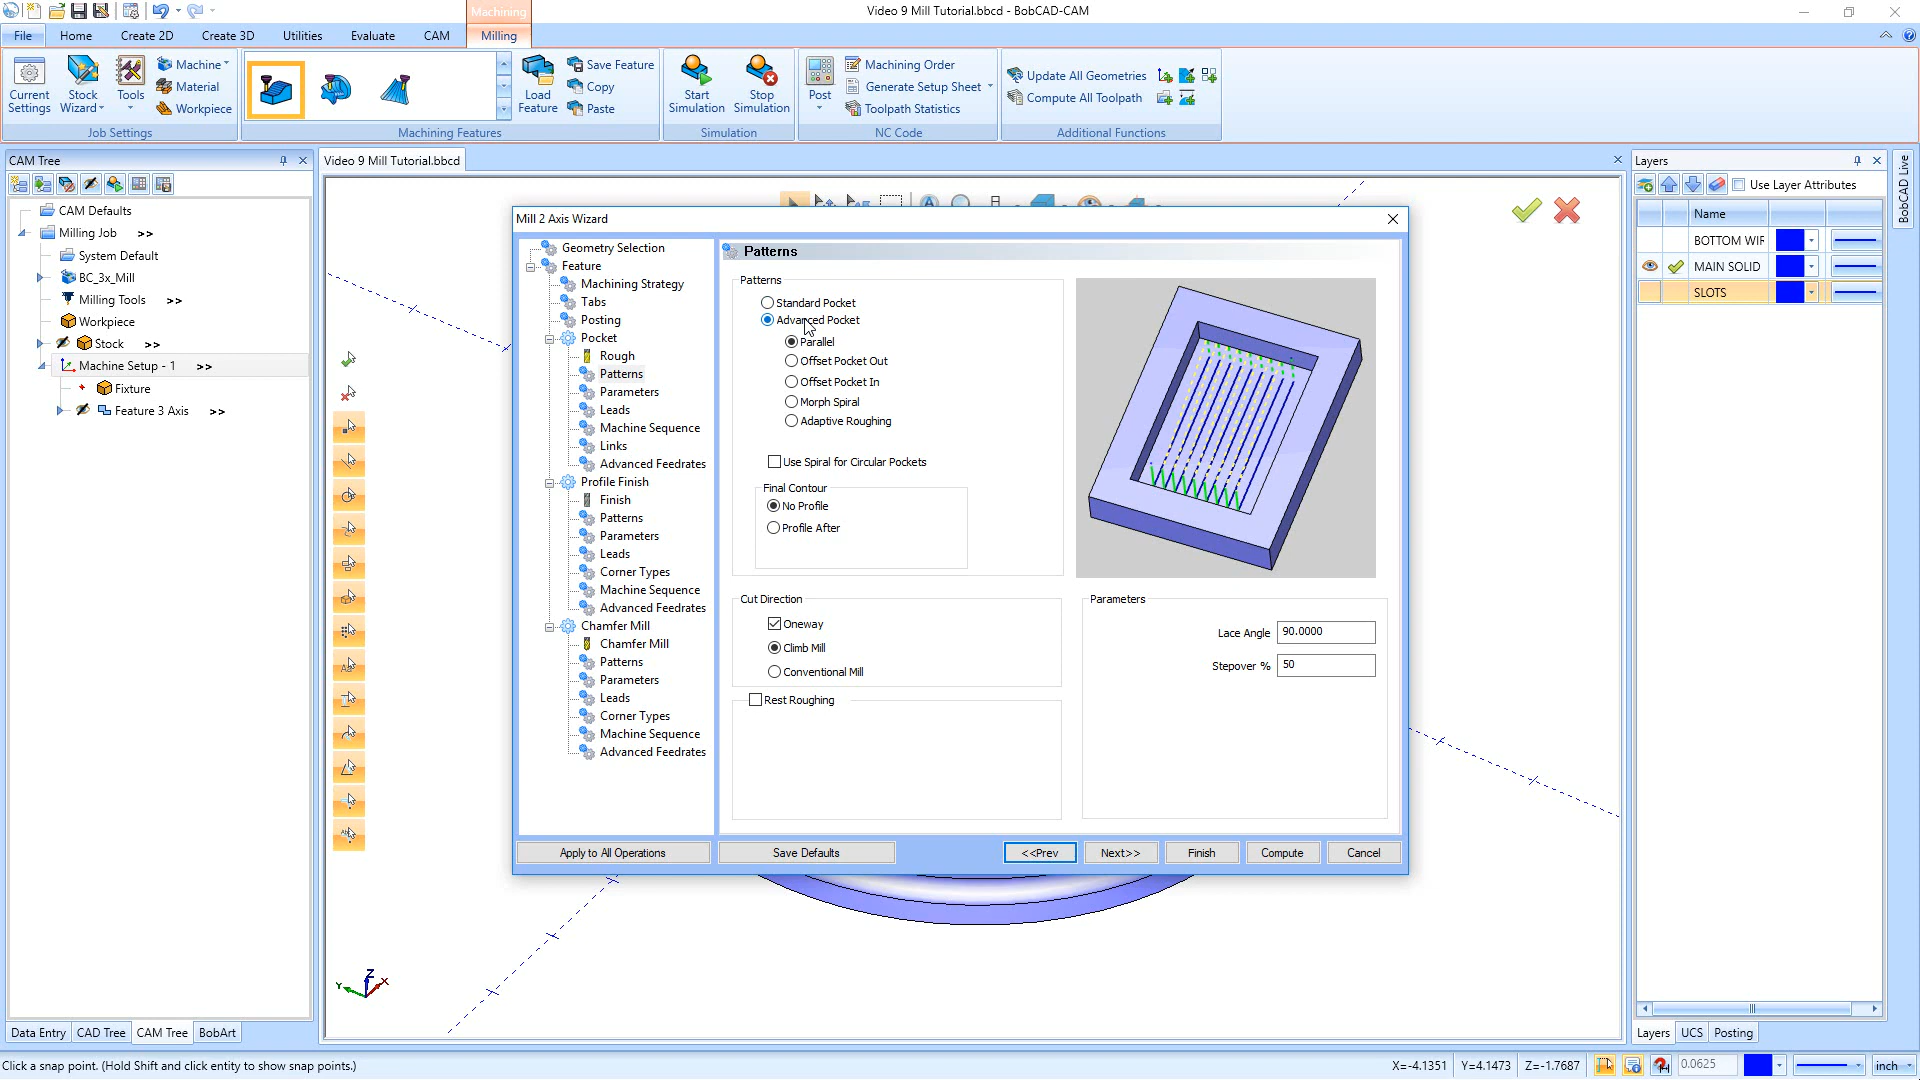 Machining
Video 9 Mill Tutorial.bbcd - BobCAD-CAM
File Home Create 2D Create 3D Utilities Evaluate CAM Milling
Current Settings
Stock Wizard
Tools
Machine
Material
Workpiece
Job Settings
Load Feature
Save Feature
Copy
Paste
Machining Features
Start Simulation
Stop Simulation
Simulation
Post
Machining Order
Generate Setup Sheet
Toolpath Statistics
NC Code
Update All Geometries
Compute All Toolpath
Additional Functions
CAM Tree
CAM Defaults
Milling Job >>
System Default
BC_3x_Mill
Milling Tools >>
Workpiece
Stock >>
Machine Setup - 1 >>
Fixture
Feature 3 Axis >>
Data Entry CAD Tree CAM Tree BobArt
Video 9 Mill Tutorial.bbcd
Mill 2 Axis Wizard
Geometry Selection
Feature
Machining Strategy
Tabs
Posting
Pocket
Rough
Patterns
Parameters
Leads
Machine Sequence
Links
Advanced Feedrates
Profile Finish
Finish
Patterns
Parameters
Leads
Corner Types
Machine Sequence
Advanced Feedrates
Chamfer Mill
Chamfer Mill
Patterns
Parameters
Leads
Corner Types
Machine Sequence
Advanced Feedrates
Patterns
Patterns
Standard Pocket
Advanced Pocket
Parallel
Offset Pocket Out
Offset Pocket In
Morph Spiral
Adaptive Roughing
Use Spiral for Circular Pockets
Final Contour
No Profile
Profile After
Cut Direction
Oneway
Climb Mill
Conventional Mill
Rest Roughing
Parameters
Lace Angle 90.0000
Stepover % 50
Apply to All Operations Save Defaults <<Prev Next>> Finish Compute Cancel
Z
Y X
Layers
Use Layer Attributes
Name
BOTTOM WIF
MAIN SOLID
SLOTS
Layers UCS Posting
BobCAD Live
Click a snap point. (Hold Shift and click entity to show snap points.)
X=-4.1351 Y=4.1473 Z=-1.7687 0.0625 inch